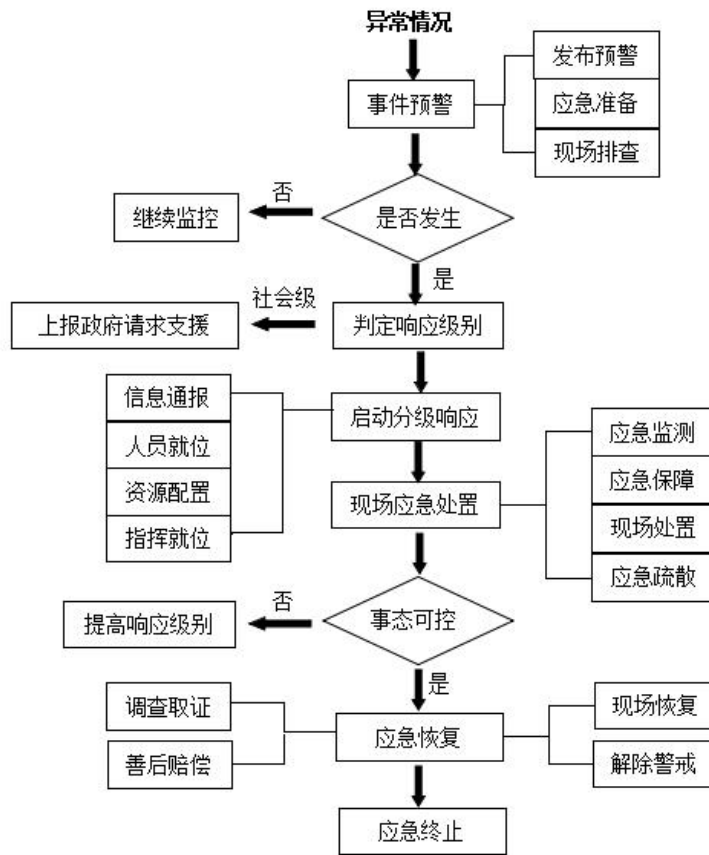 异常情况
事件预警
发布预警
应急准备
现场排查
是否发生
否
继续监控
是
判定响应级别
社会级
上报政府请求支援
启动分级响应
信息通报
人员就位
资源配置
指挥就位
现场应急处置
应急监测
应急保障
现场处置
应急疏散
事态可控
否
提高响应级别
是
应急恢复
调查取证
善后赔偿
现场恢复
解除警戒
应急终止